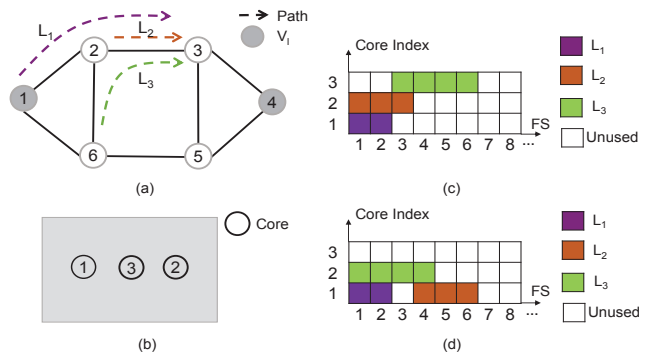 L1
L2
L3
1
2
3
4
5
6
Path
VI
(a)
Core
1
3
2
(b)
Core Index
3
2
1
FS
1 2 3 4 5 6 7 8 ...
L1
L2
L3
Unused
(c)
Core Index
3
2
1
FS
1 2 3 4 5 6 7 8 ...
L1
L2
L3
Unused
(d)